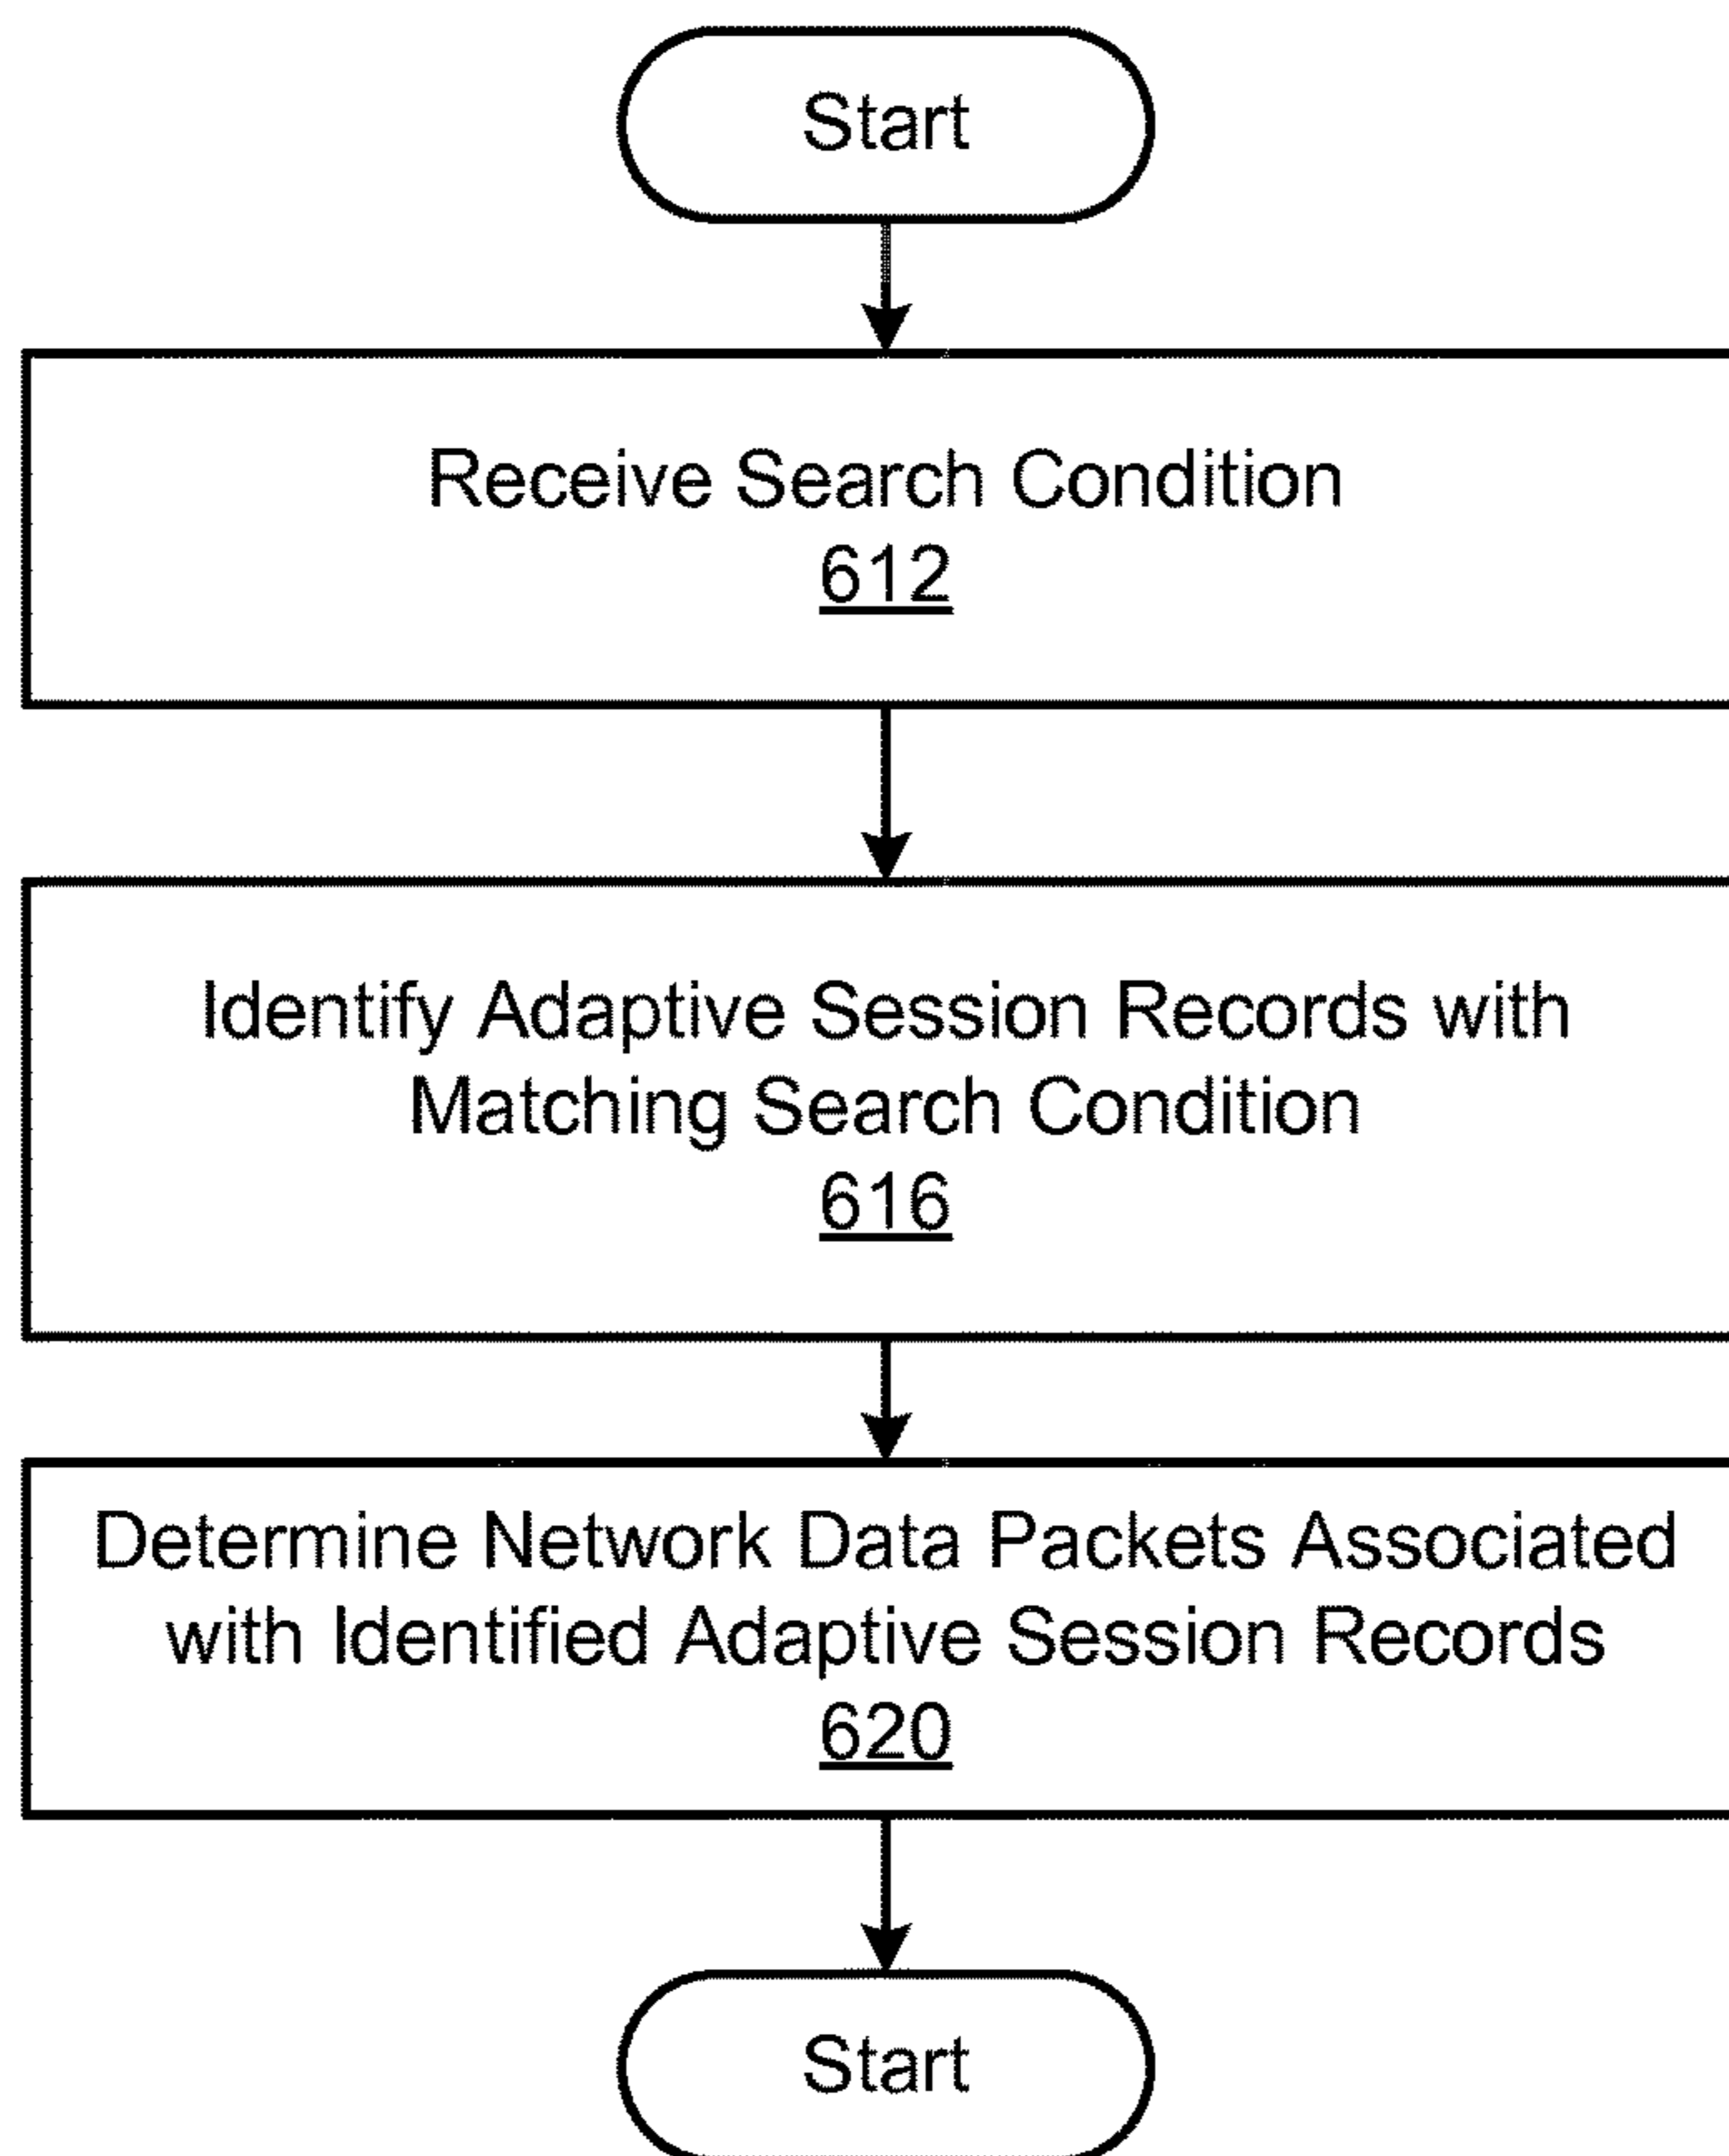 Start
Receive Search Condition
612
Identify Adaptive Session Records with
Matching Search Condition
616
Determine Network Data Packets Associated
with Identified Adaptive Session Records
620
Start